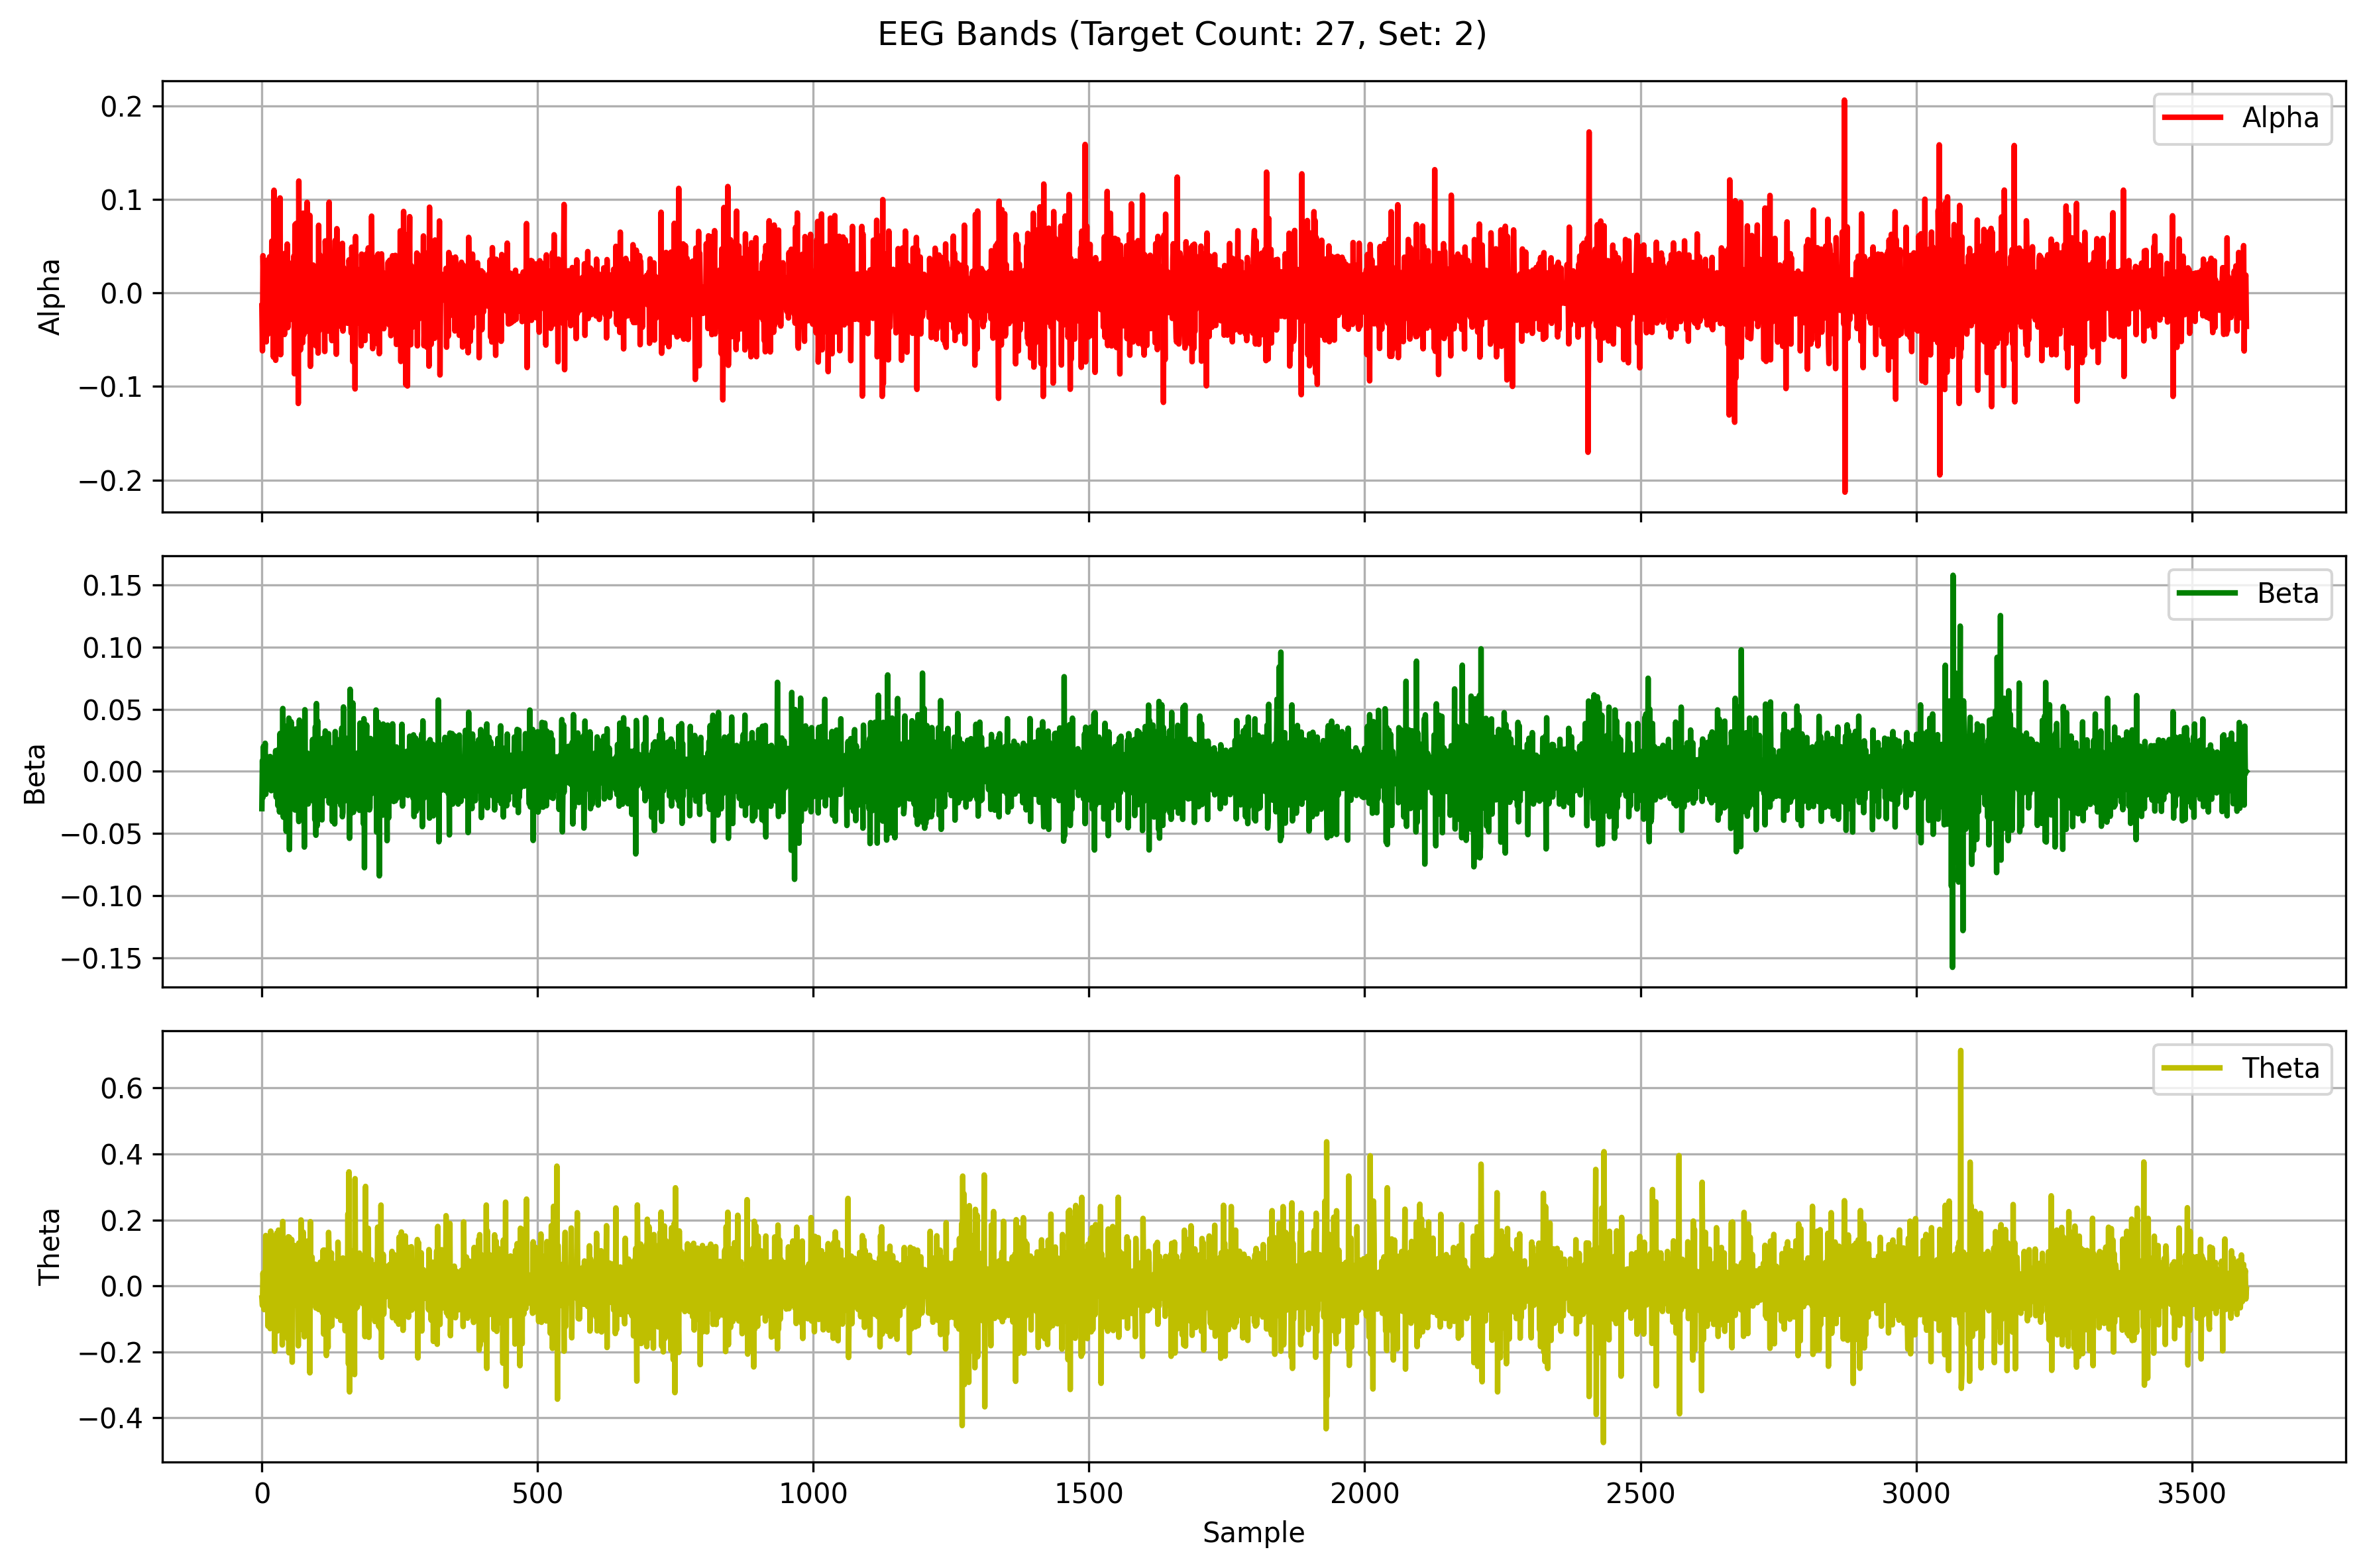 EEG Bands (Target Count: 27, Set: 2)
0.2
0.1
0.0
−0.1
−0.2
Alpha
Alpha
0.15
0.10
0.05
0.00
−0.05
−0.10
−0.15
Beta
Beta
0.6
0.4
0.2
0.0
−0.2
−0.4
Theta
Theta
0 500 1000 1500 2000 2500 3000 3500
Sample